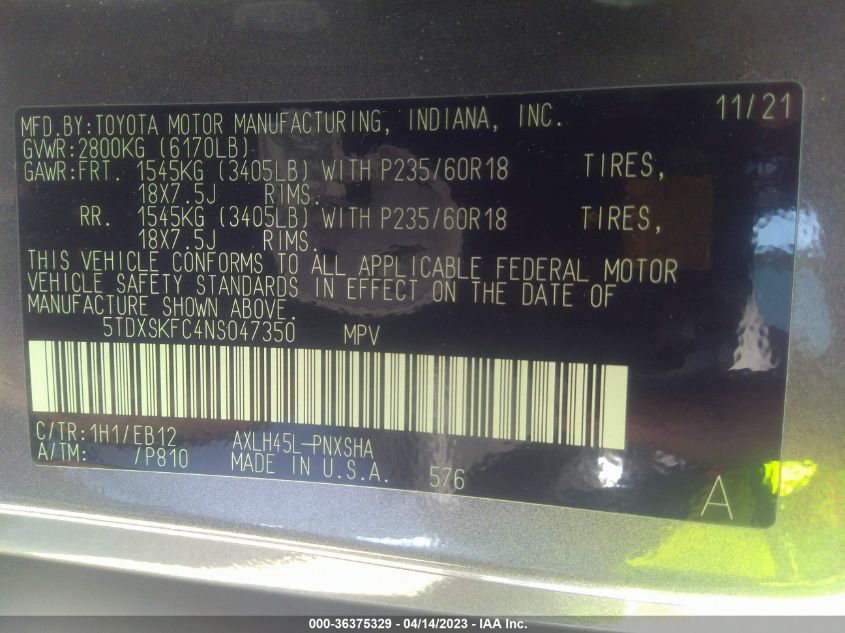 11/21
MFD.BY:TOYOTA MOTOR MANUFACTURING, INDIANA, INC.
GVWR:2800KG (6170LB)
GAWR:FRT. 1545KG (3405LB) WITH P235/60R18 TIRES,
18X7.5J RIMS.
RR. 1545KG (3405LB) WITH P235/60R18 TIRES,
18X7.5J RIMS.
THIS VEHICLE CONFORMS TO ALL APPLICABLE FEDERAL MOTOR
VEHICLE SAFETY STANDARDS IN EFFECT ON THE DATE OF
MANUFACTURE SHOWN ABOVE.
5TDXSKFC4NS047350 MPV
C/TR:1H1/EB12 AXLH45L-PNXSHA
A/TM: /P810 MADE IN U.S.A. 576
A
000-36375329 - 04/14/2023 - IAA Inc.